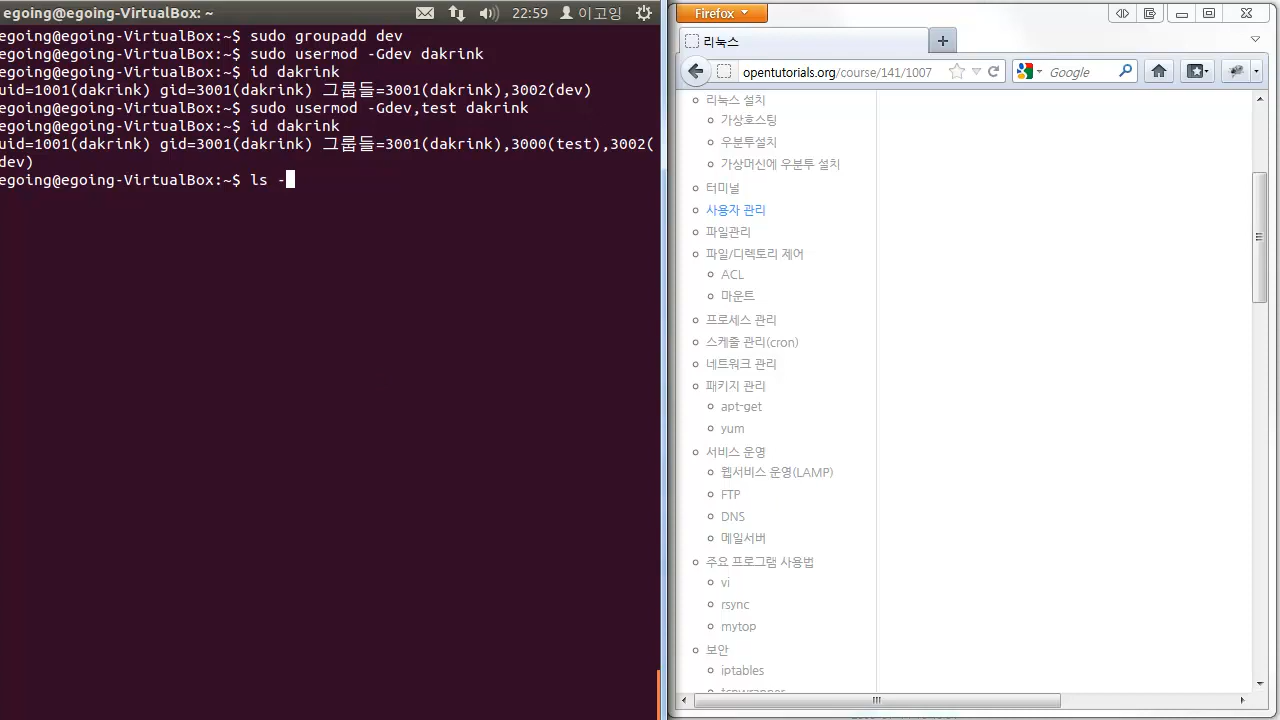 egoing@egoing-VirtualBox: ~
22:59
이고잉
egoing@egoing-VirtualBox:~$ sudo groupadd dev
egoing@egoing-VirtualBox:~$ sudo usermod -Gdev dakrink
egoing@egoing-VirtualBox:~$ id dakrink
uid=1001(dakrink) gid=3001(dakrink) 그룹들=3001(dakrink),3002(dev)
egoing@egoing-VirtualBox:~$ sudo usermod -Gdev,test dakrink
egoing@egoing-VirtualBox:~$ id dakrink
uid=1001(dakrink) gid=3001(dakrink) 그룹들=3001(dakrink),3000(test),3002(
dev)
egoing@egoing-VirtualBox:~$ ls -
Firefox
리눅스
opentutorials.org/course/141/1007
Google
리눅스 설치
가상호스팅
우분투설치
가상머신에 우분투 설치
터미널
사용자 관리
파일관리
파일/디렉토리 제어
ACL
마운트
프로세스 관리
스케줄 관리(cron)
네트워크 관리
패키지 관리
apt-get
yum
서비스 운영
웹서비스 운영(LAMP)
FTP
DNS
메일서버
주요 프로그램 사용법
vi
rsync
mytop
보안
iptables
tcpwrapper